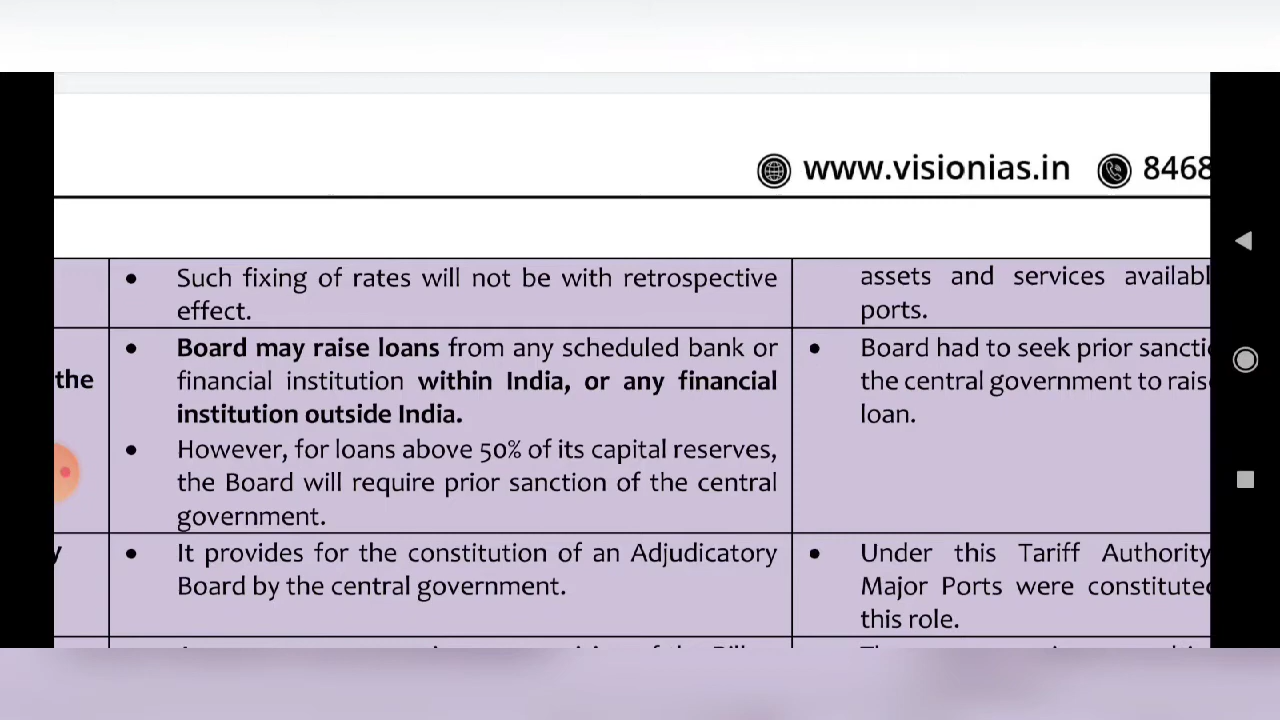 www.visionias.in 8468
• Such fixing of rates will not be with retrospective
effect.
assets and services
ports.
the
• Board may raise loans from any scheduled bank or
financial institution within India, or any financial
institution outside India.
• However, for loans above 50% of its capital reserves,
the Board will require prior sanction of the central
government.
• Board had to seek prior
the central government to
loan.
• It provides for the constitution of an Adjudicatory
Board by the central government.
• Under this Tariff Authority
Major Ports were
this role.